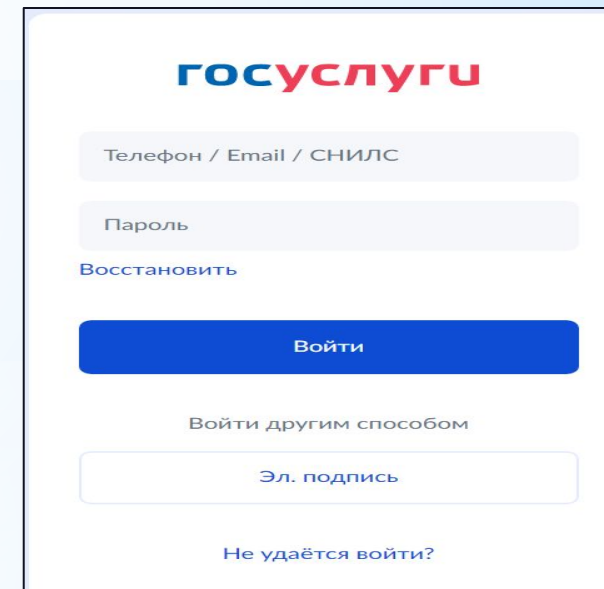 госуслуги
Телефон / Email / СНИЛС
Пароль
Восстановить
Войти
Войти другим способом
Эл. подпись
Не удаётся войти?